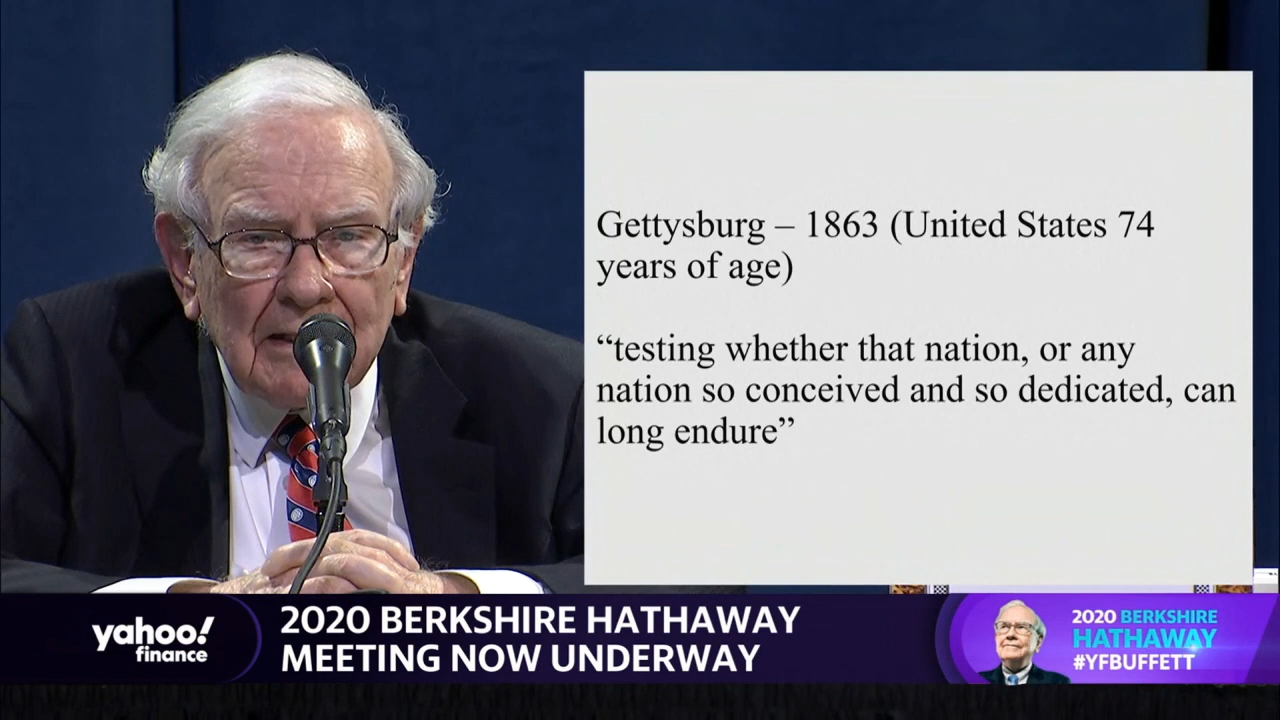 Gettysburg – 1863 (United States 74
years of age)
“testing whether that nation, or any
nation so conceived and so dedicated, can
long endure”
yahoo!
finance
2020 BERKSHIRE HATHAWAY
MEETING NOW UNDERWAY
2020 BERKSHIRE
HATHAWAY
#YFBUFFETT